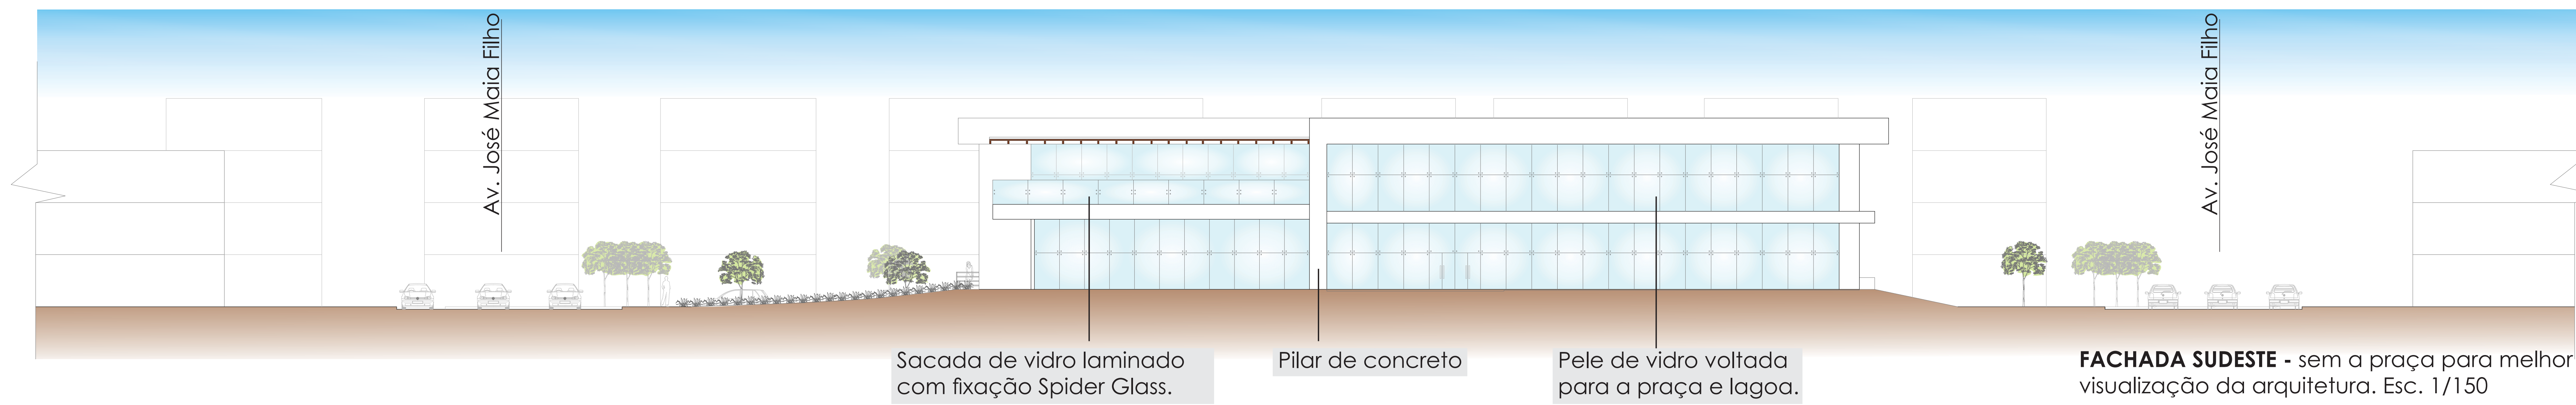 Av. José Maia Filho
Av. José Maia Filho
Sacada de vidro laminado
com fixação Spider Glass.
Pilar de concreto
Pele de vidro voltada
para a praça e lagoa.
FACHADA SUDESTE - sem a praça para melhor
visualização da arquitetura. Esc. 1/150